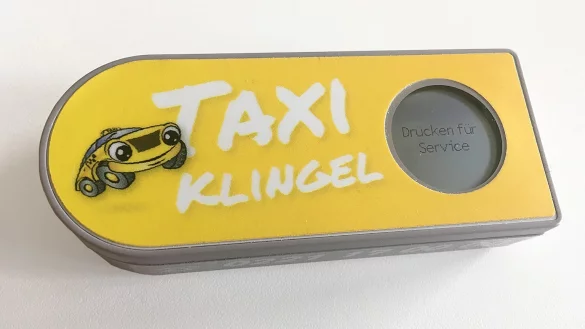 TAXI
KLINGEL
Drucken für
Service